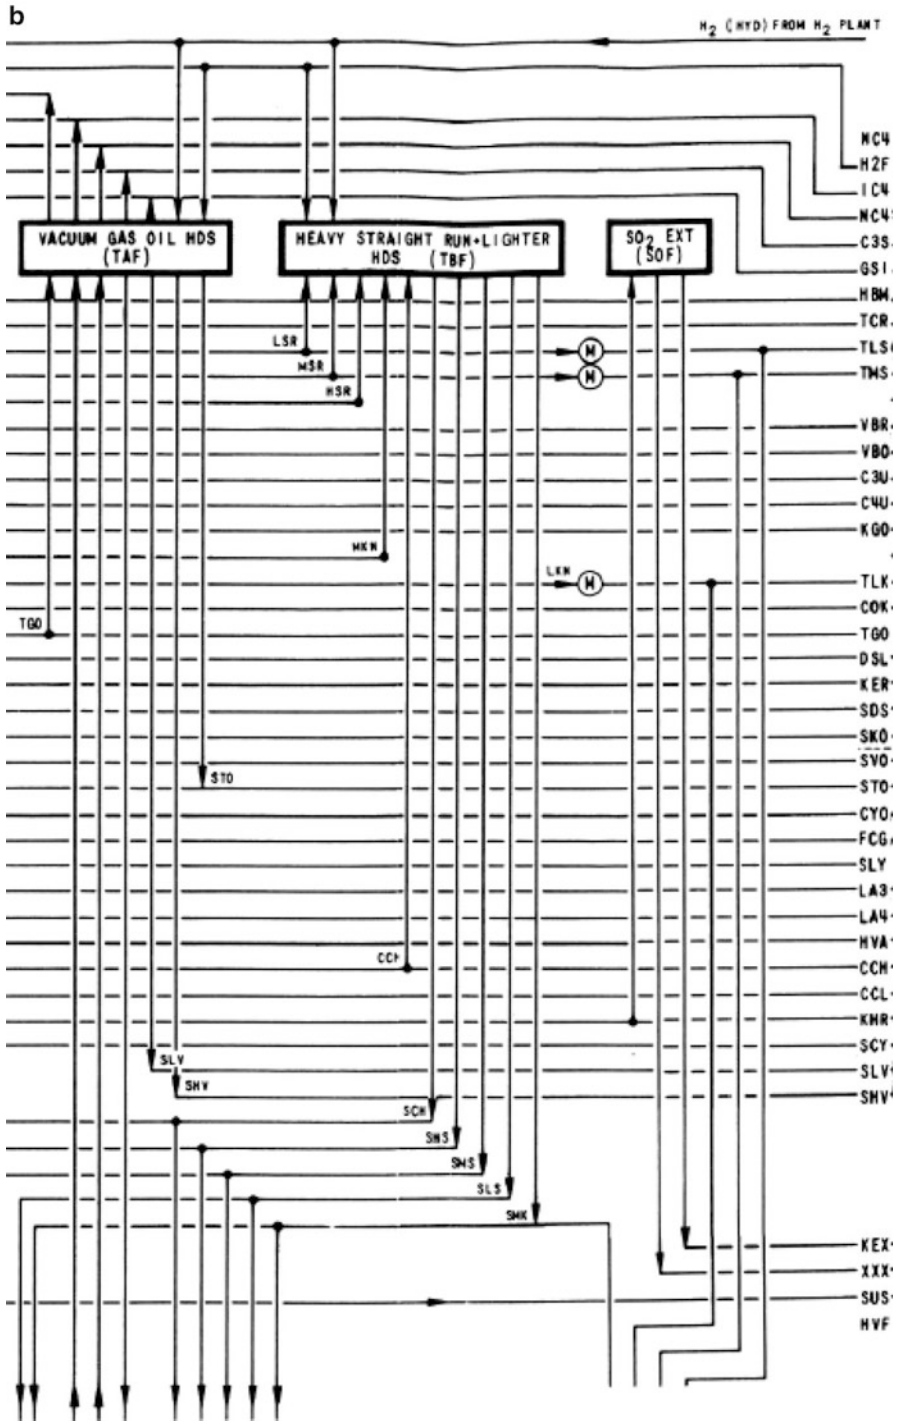 b
H2 (HYD) FROM H2 PLANT
NC4
H2F
IC4
NC4
C3S
GSI
VACUUM GAS OIL HDS
(TAF)
HEAVY STRAIGHT RUN+LIGHTER
HDS (TBF)
SO2 EXT
(SOF)
HBM
TCR
LSR
M
TLS
MSR
M
TMS
HSR
VBR
VBO
C3U
C4U
KGO
MKN
LKN
M
TLK
COK
TGO
TGO
DSL
KER
SDS
SKO
SVO
STO
STO
CYO
FCG
SLY
LA3
LA4
HVA
CCH
CCH
CCL
KHR
SCY
SLV
SLV
SHV
SHV
SCH
SHS
SMS
SLS
SMK
KEX
XXX
SUS
HVF